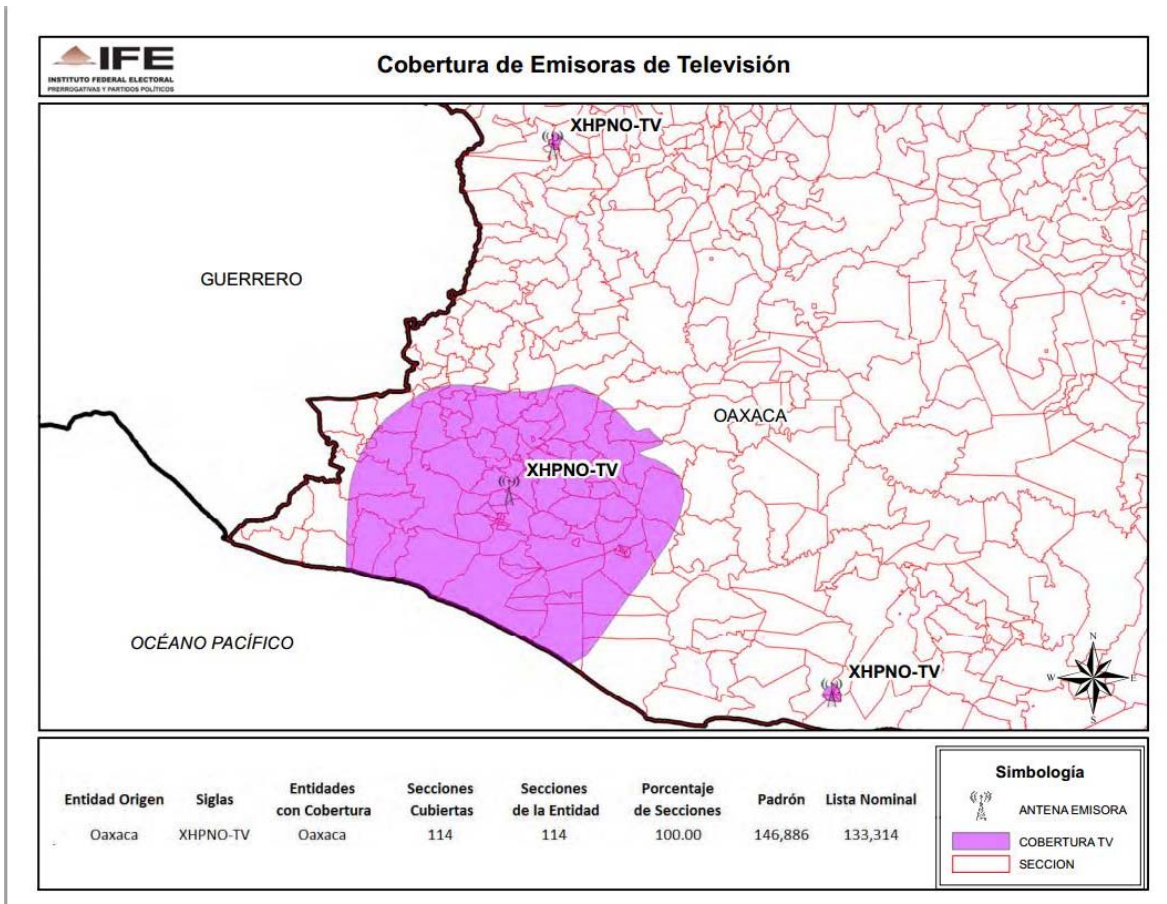 IFE
INSTITUTO FEDERAL ELECTORAL
PRERROGATIVAS Y PARTIDOS POLÍTICOS
Cobertura de Emisoras de Televisión
XHPNO-TV
GUERRERO
OAXACA
XHPNO-TV
OCÉANO PACÍFICO
XHPNO-TV
N
W E
S
Entidad Origen Siglas Entidades con Cobertura Secciones Cubiertas Secciones de la Entidad Porcentaje de Secciones Padrón Lista Nominal
Oaxaca XHPNO-TV Oaxaca 114 114 100.00 146,886 133,314
Simbología
ANTENA EMISORA
COBERTURA TV
SECCION